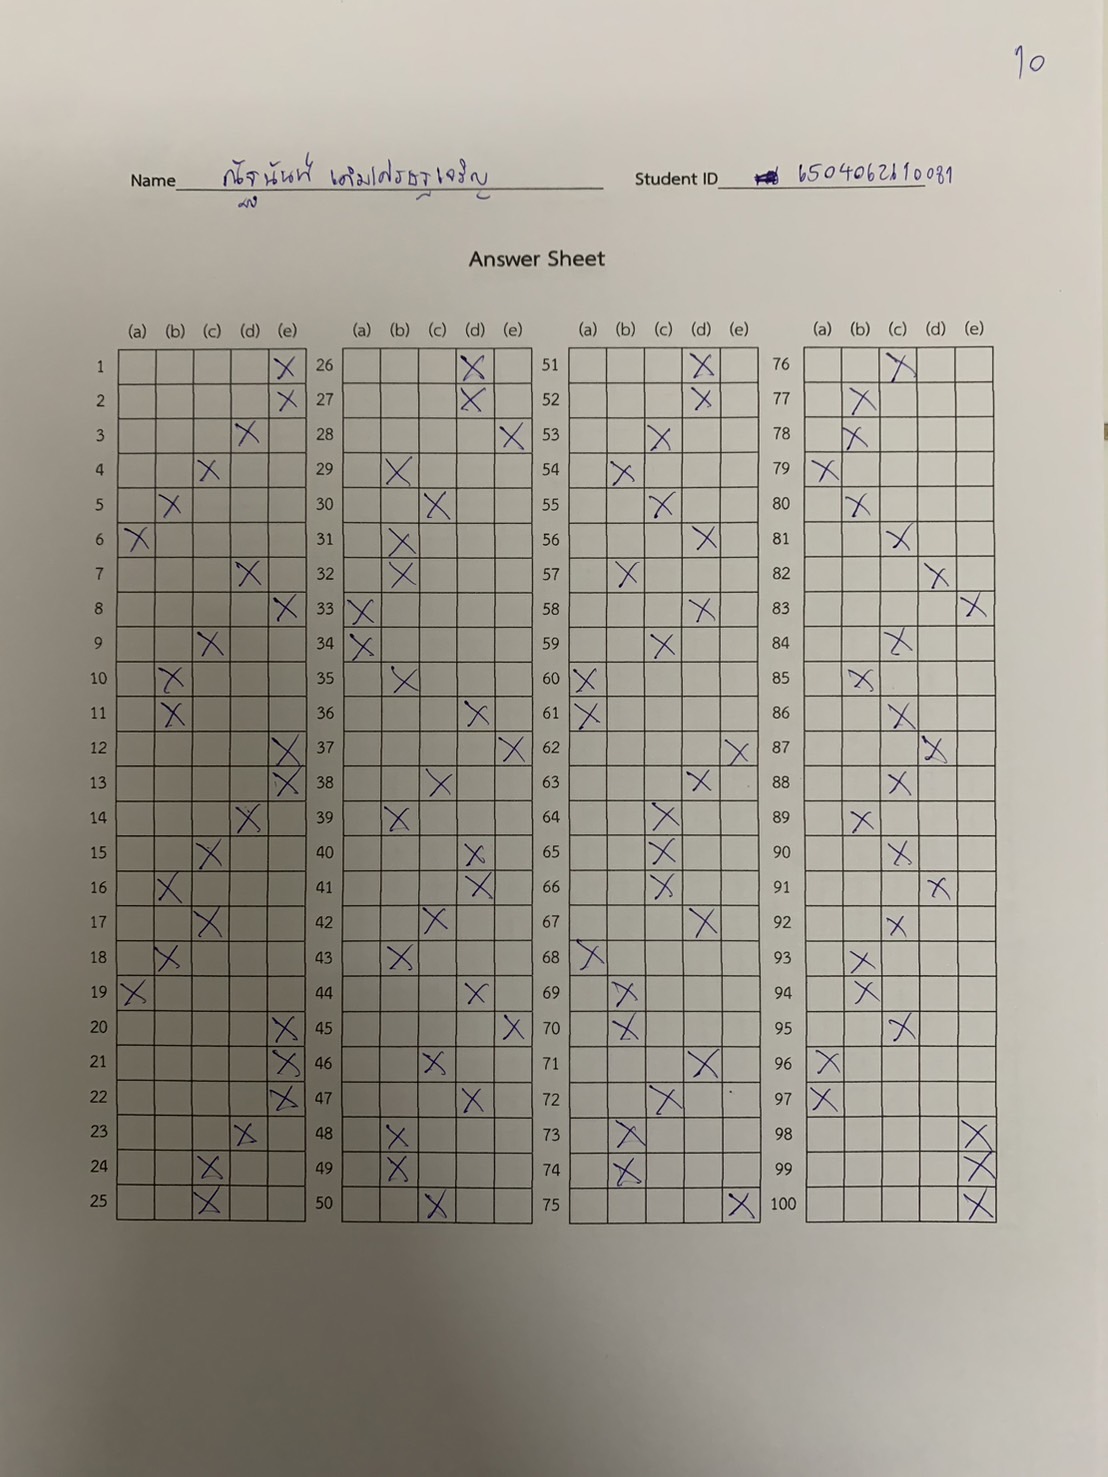 10
Name ณัฐนันท์ เฉิมเศรษฐเจริญ Student ID 6504062610081
Answer Sheet
(a) (b) (c) (d) (e) (a) (b) (c) (d) (e) (a) (b) (c) (d) (e) (a) (b) (c) (d) (e)
1 26 51 76
2 27 52 77
3 28 53 78
4 29 54 79
5 30 55 80
6 31 56 81
7 32 57 82
8 33 58 83
9 34 59 84
10 35 60 85
11 36 61 86
12 37 62 87
13 38 63 88
14 39 64 89
15 40 65 90
16 41 66 91
17 42 67 92
18 43 68 93
19 44 69 94
20 45 70 95
21 46 71 96
22 47 72 97
23 48 73 98
24 49 74 99
25 50 75 100